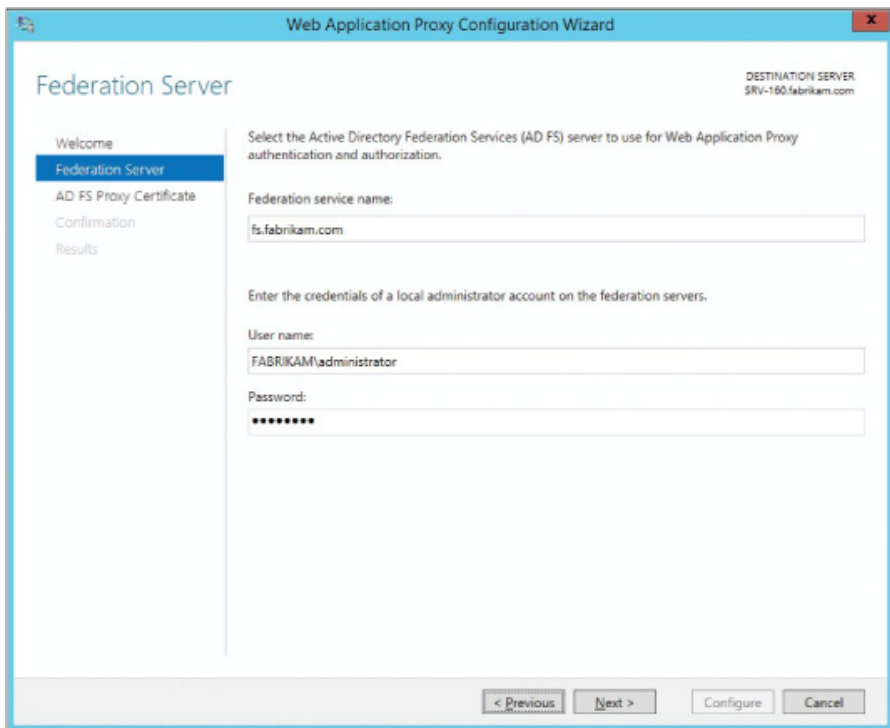 Web Application Proxy Configuration Wizard
x
Federation Server
DESTINATION SERVER
SRV-160.fabrikam.com
Welcome
Federation Server
AD FS Proxy Certificate
Confirmation
Results
Select the Active Directory Federation Services (AD FS) server to use for Web Application Proxy
authentication and authorization.
Federation service name:
fs.fabrikam.com
Enter the credentials of a local administrator account on the federation servers.
User name:
FABRIKAM\administrator
Password:
••••••••
< Previous
Next >
Configure
Cancel